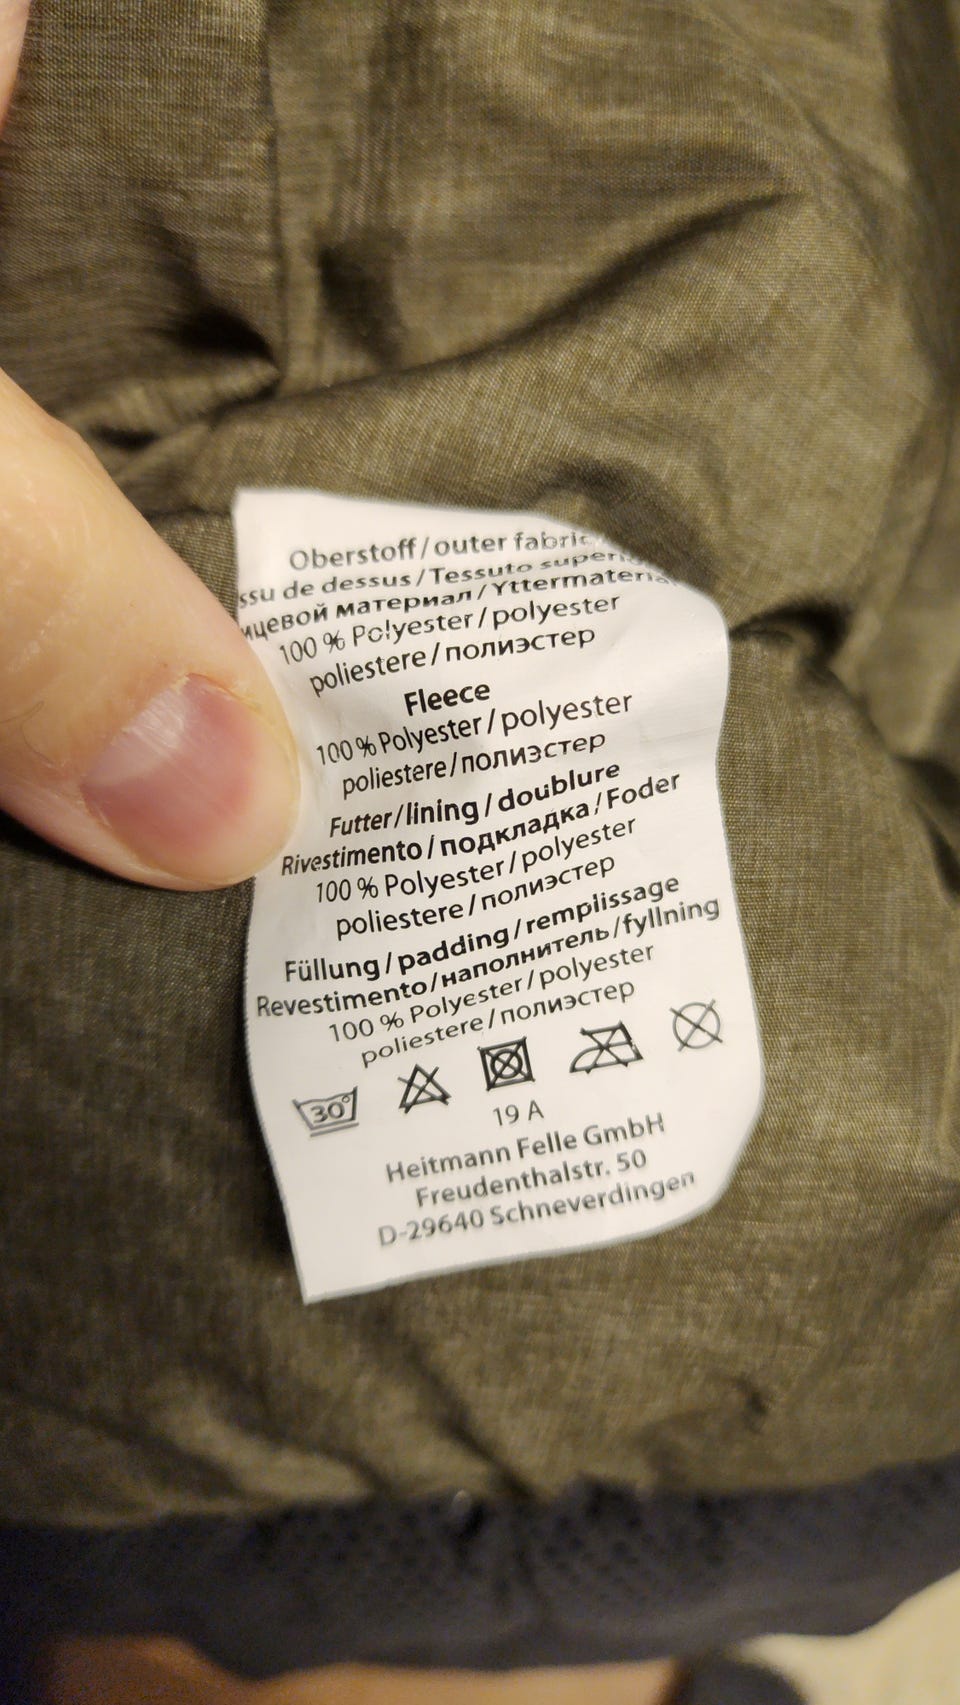 Oberstoff / outer fabric
ssu de dessus / Tessuto
ицевой материал / Yttermateria
100 % Polyester / polyester
poliestere / полиэстер
Fleece
100 % Polyester / polyester
poliestere / полиэстер
Futter / lining / doublure
Rivestimento / подкладка / Foder
100 % Polyester / polyester
poliestere / полиэстер
Füllung / padding / remplissage
Revestimento / наполнитель / fyllning
100 % Polyester / polyester
poliestere / полиэстер
30°
19 A
Heitmann Felle GmbH
Freudenthalstr. 50
D-29640 Schneverdingen